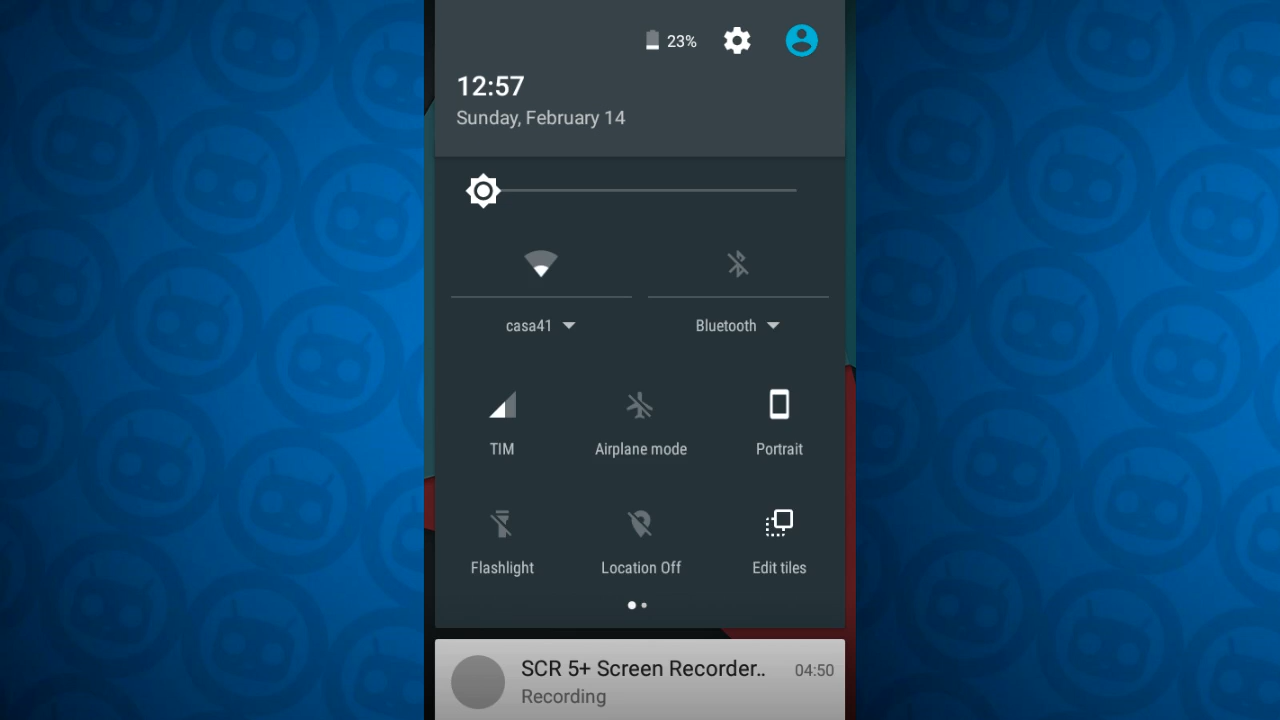 23%
12:57
Sunday, February 14
casa41
Bluetooth
TIM
Airplane mode
Portrait
Flashlight
Location Off
Edit tiles
SCR 5+ Screen Recorder..
04:50
Recording